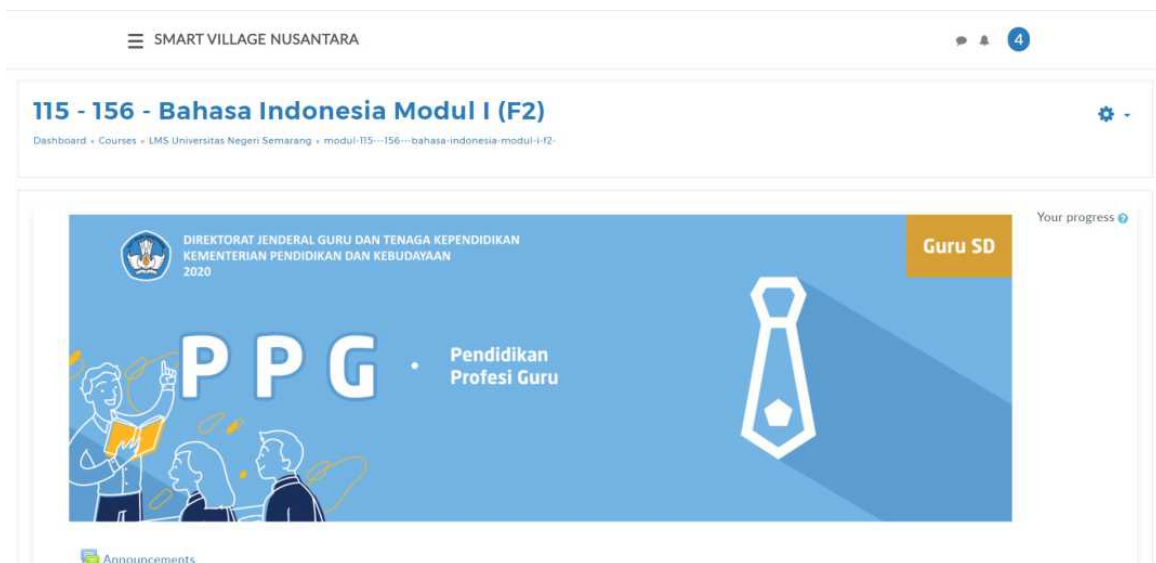 SMART VILLAGE NUSANTARA
4
115 - 156 - Bahasa Indonesia Modul I (F2)
Dashboard • Courses • LMS Universitas Negeri Semarang • modul-115---156---bahasa-indonesia-modul-i-f2-
Your progress
DIREKTORAT JENDERAL GURU DAN TENAGA KEPENDIDIKAN
KEMENTERIAN PENDIDIKAN DAN KEBUDAYAAN
2020
Guru SD
PPG · Pendidikan
Profesi Guru
Announcements